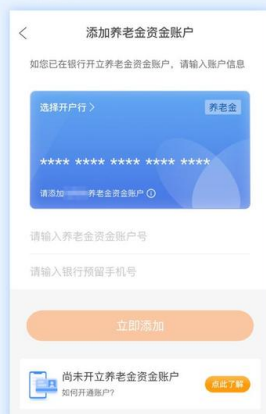 添加养老金资金账户
如您已在银行开立养老金资金账户，请输入账户信息
选择开户行 >
养老金
**** **** **** **** ****
请添加 养老金资金账户
请输入养老金资金账户号
请输入银行预留手机号
立即添加
尚未开立养老金资金账户
如何开通账户?
点此了解